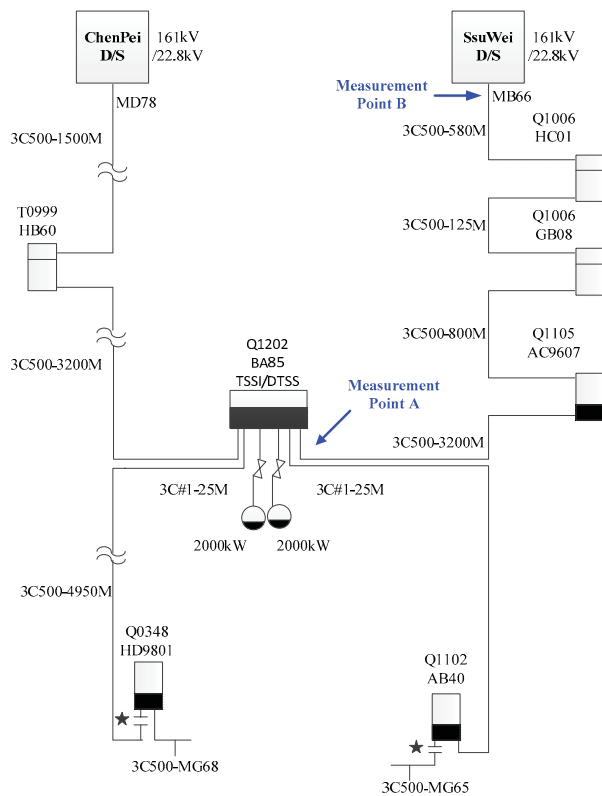 ChenPei
D/S
161kV
/22.8kV
MD78
3C500-1500M
T0999
HB60
3C500-3200M
SsuWei
D/S
161kV
/22.8kV
Measurement
Point B
MB66
3C500-580M
Q1006
HC01
3C500-125M
Q1006
GB08
3C500-800M
Q1105
AC9607
3C500-3200M
Q1202
BA85
TSSI/DTSS
Measurement
Point A
3C#1-25M
3C#1-25M
2000kW
2000kW
3C500-4950M
Q0348
HD9801
3C500-MG68
Q1102
AB40
3C500-MG65